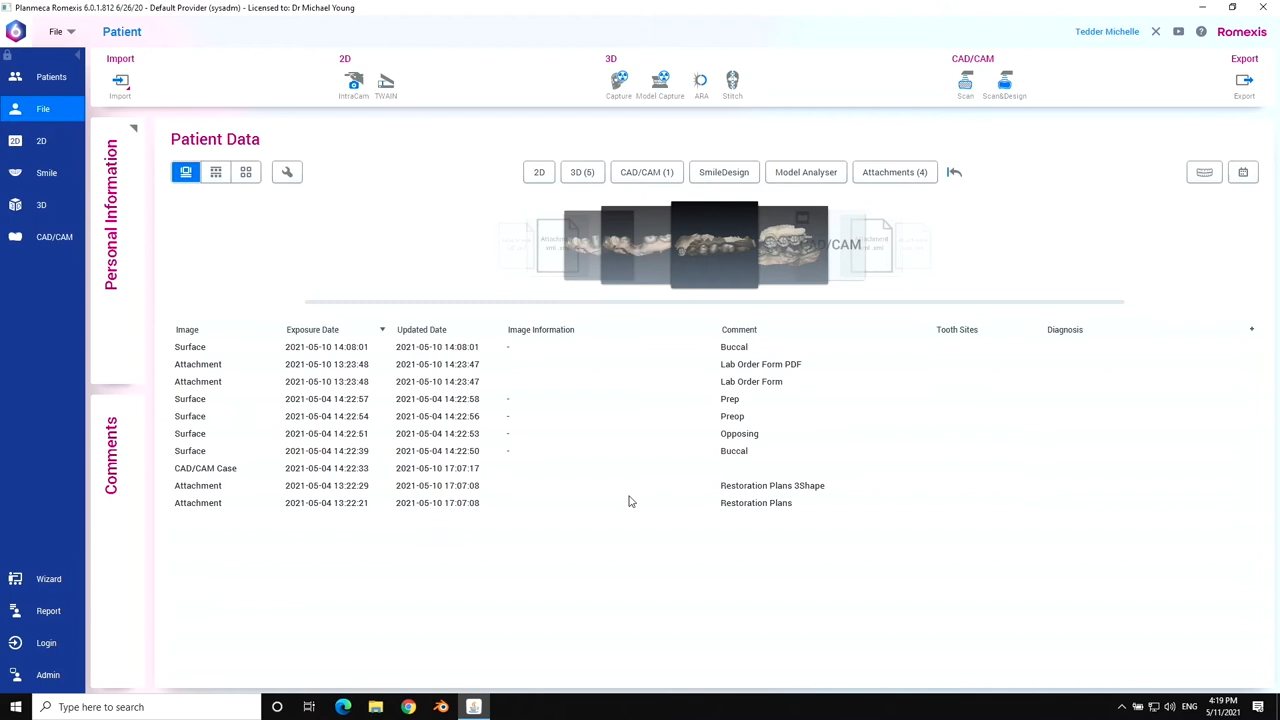 Planmeca Romexis 6.0.1.812 6/26/20 - Default Provider (sysadm) - Licensed to: Dr Michael Young
6 File Patient Tedder Michelle Romexis
Import 2D 3D CAD/CAM Export
Import IntraCam TWAIN Capture Model Capture ARA Stitch Scan Scan&Design Export
Patients
File
2D 2D
Smile
3D
CAD/CAM
Wizard
Report
Login
Admin
Personal Information
Comments
Patient Data
2D 3D (5) CAD/CAM (1) SmileDesign Model Analyser Attachments (4)
CAD/CAM
Image Exposure Date Updated Date Image Information Comment Tooth Sites Diagnosis +
Surface 2021-05-10 14:08:01 2021-05-10 14:08:01 - Buccal
Attachment 2021-05-10 13:23:48 2021-05-10 14:23:47 Lab Order Form PDF
Attachment 2021-05-10 13:23:48 2021-05-10 14:23:47 Lab Order Form
Surface 2021-05-04 14:22:57 2021-05-04 14:22:58 - Prep
Surface 2021-05-04 14:22:54 2021-05-04 14:22:56 - Preop
Surface 2021-05-04 14:22:51 2021-05-04 14:22:53 - Opposing
Surface 2021-05-04 14:22:39 2021-05-04 14:22:50 - Buccal
CAD/CAM Case 2021-05-04 14:22:33 2021-05-10 17:07:17
Attachment 2021-05-04 13:22:29 2021-05-10 17:07:08 Restoration Plans 3Shape
Attachment 2021-05-04 13:22:21 2021-05-10 17:07:08 Restoration Plans
Type here to search
ENG
4:19 PM
5/11/2021